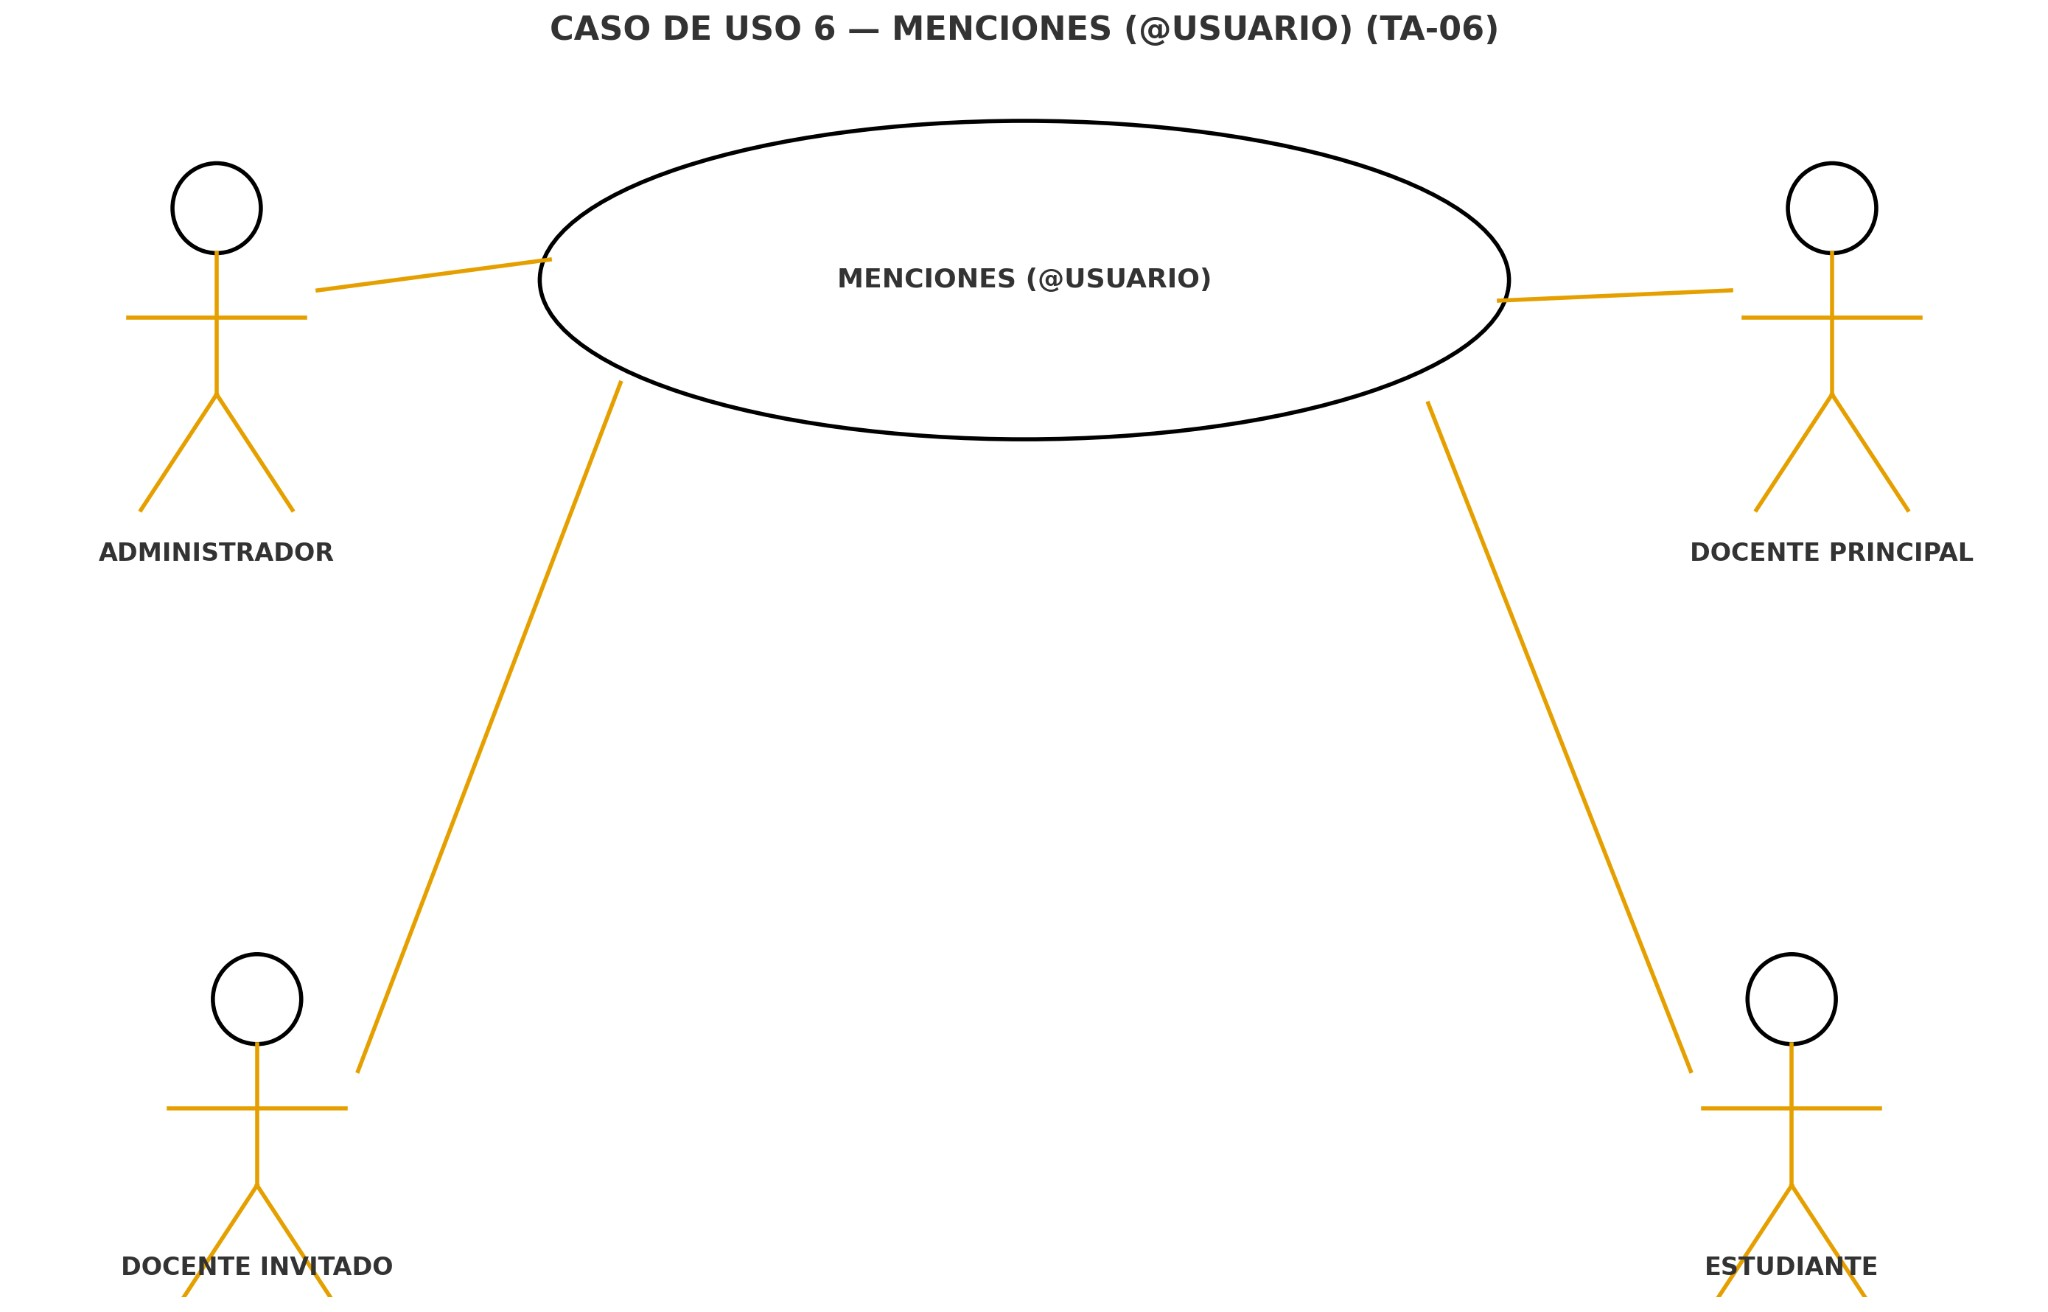 CASO DE USO 6 — MENCIONES (@USUARIO) (TA-06)
MENCIONES (@USUARIO)
ADMINISTRADOR
DOCENTE PRINCIPAL
DOCENTE INVITADO
ESTUDIANTE